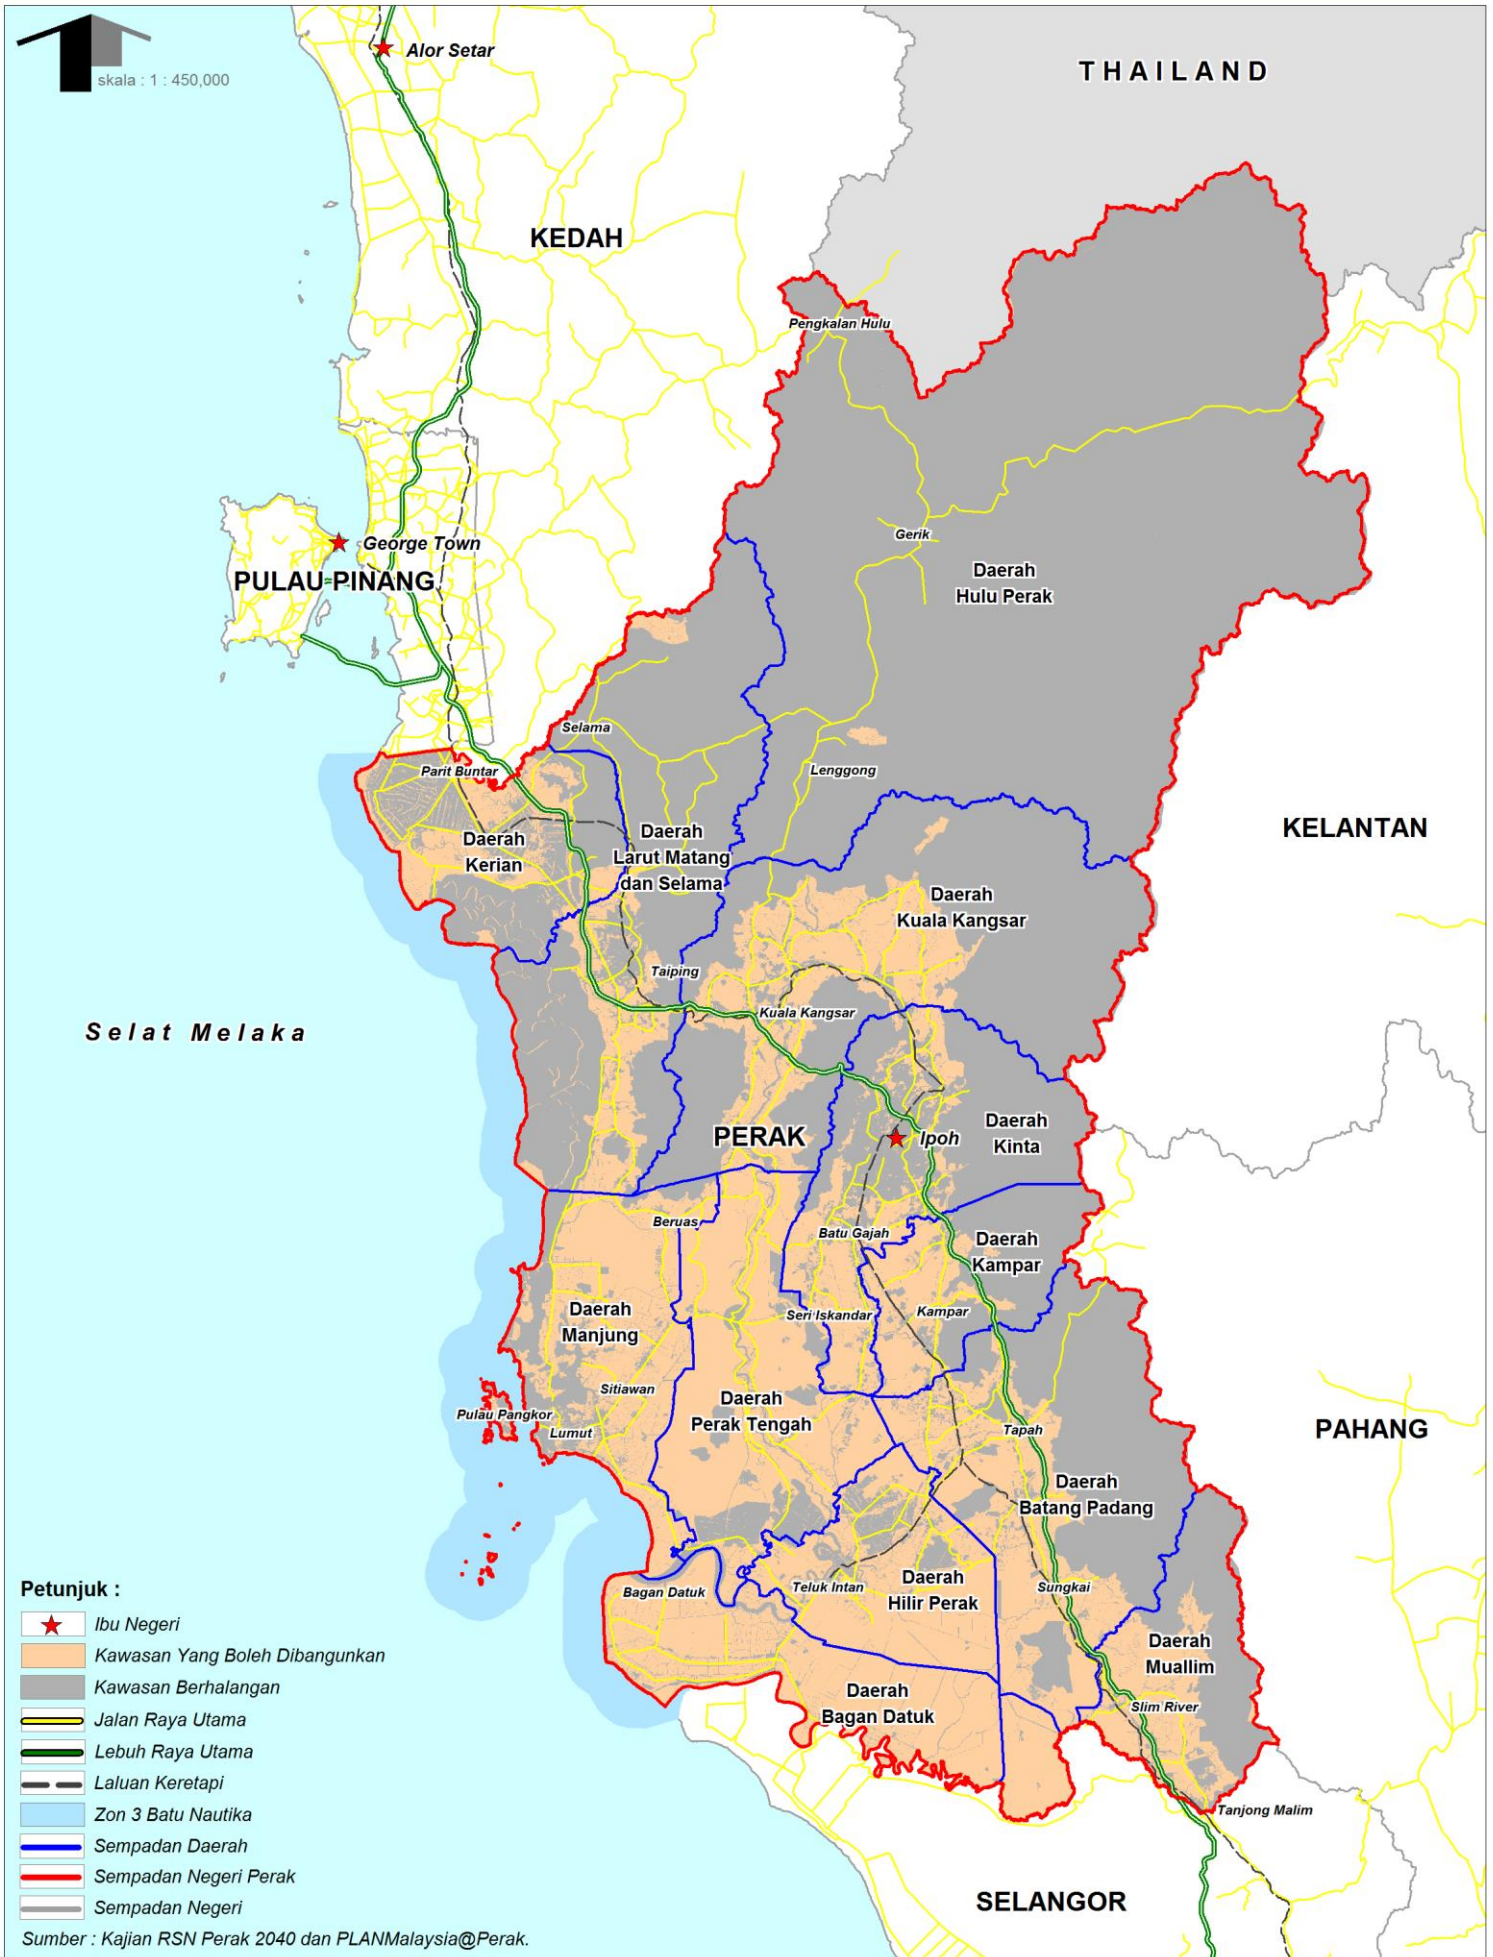 skala : 1 : 450,000
Alor Setar
THAILAND
KEDAH
Pengkalan Hulu
George Town
PULAU PINANG
Gerik
Daerah
Hulu Perak
Selama
Parit Buntar
Lenggong
Daerah
Kerian
Daerah
Larut Matang
dan Selama
KELANTAN
Daerah
Kuala Kangsar
Taiping
Kuala Kangsar
Selat Melaka
PERAK
Ipoh
Daerah
Kinta
Beruas
Batu Gajah
Daerah
Kampar
Daerah
Manjung
Seri Iskandar
Kampar
Sitiawan
Daerah
Perak Tengah
Pulau Pangkor
Lumut
Tapah
PAHANG
Daerah
Batang Padang
Bagan Datuk
Teluk Intan
Daerah
Hilir Perak
Sungkai
Daerah
Muallim
Daerah
Bagan Datuk
Slim River
Tanjong Malim
SELANGOR
Petunjuk :
Ibu Negeri
Kawasan Yang Boleh Dibangunkan
Kawasan Berhalangan
Jalan Raya Utama
Lebuh Raya Utama
Laluan Keretapi
Zon 3 Batu Nautika
Sempadan Daerah
Sempadan Negeri Perak
Sempadan Negeri
Sumber : Kajian RSN Perak 2040 dan PLANMalaysia@Perak.